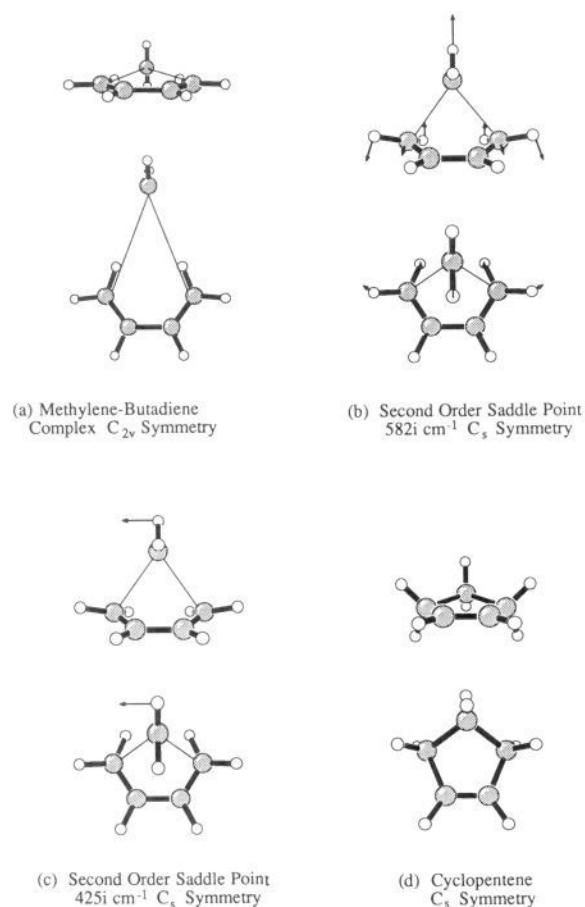 (a) Methylene-Butadiene
Complex C₂ᵥ Symmetry
(b) Second Order Saddle Point
582i cm⁻¹ Cₛ Symmetry
(c) Second Order Saddle Point
425i cm⁻¹ Cₛ Symmetry
(d) Cyclopentene
Cₛ Symmetry